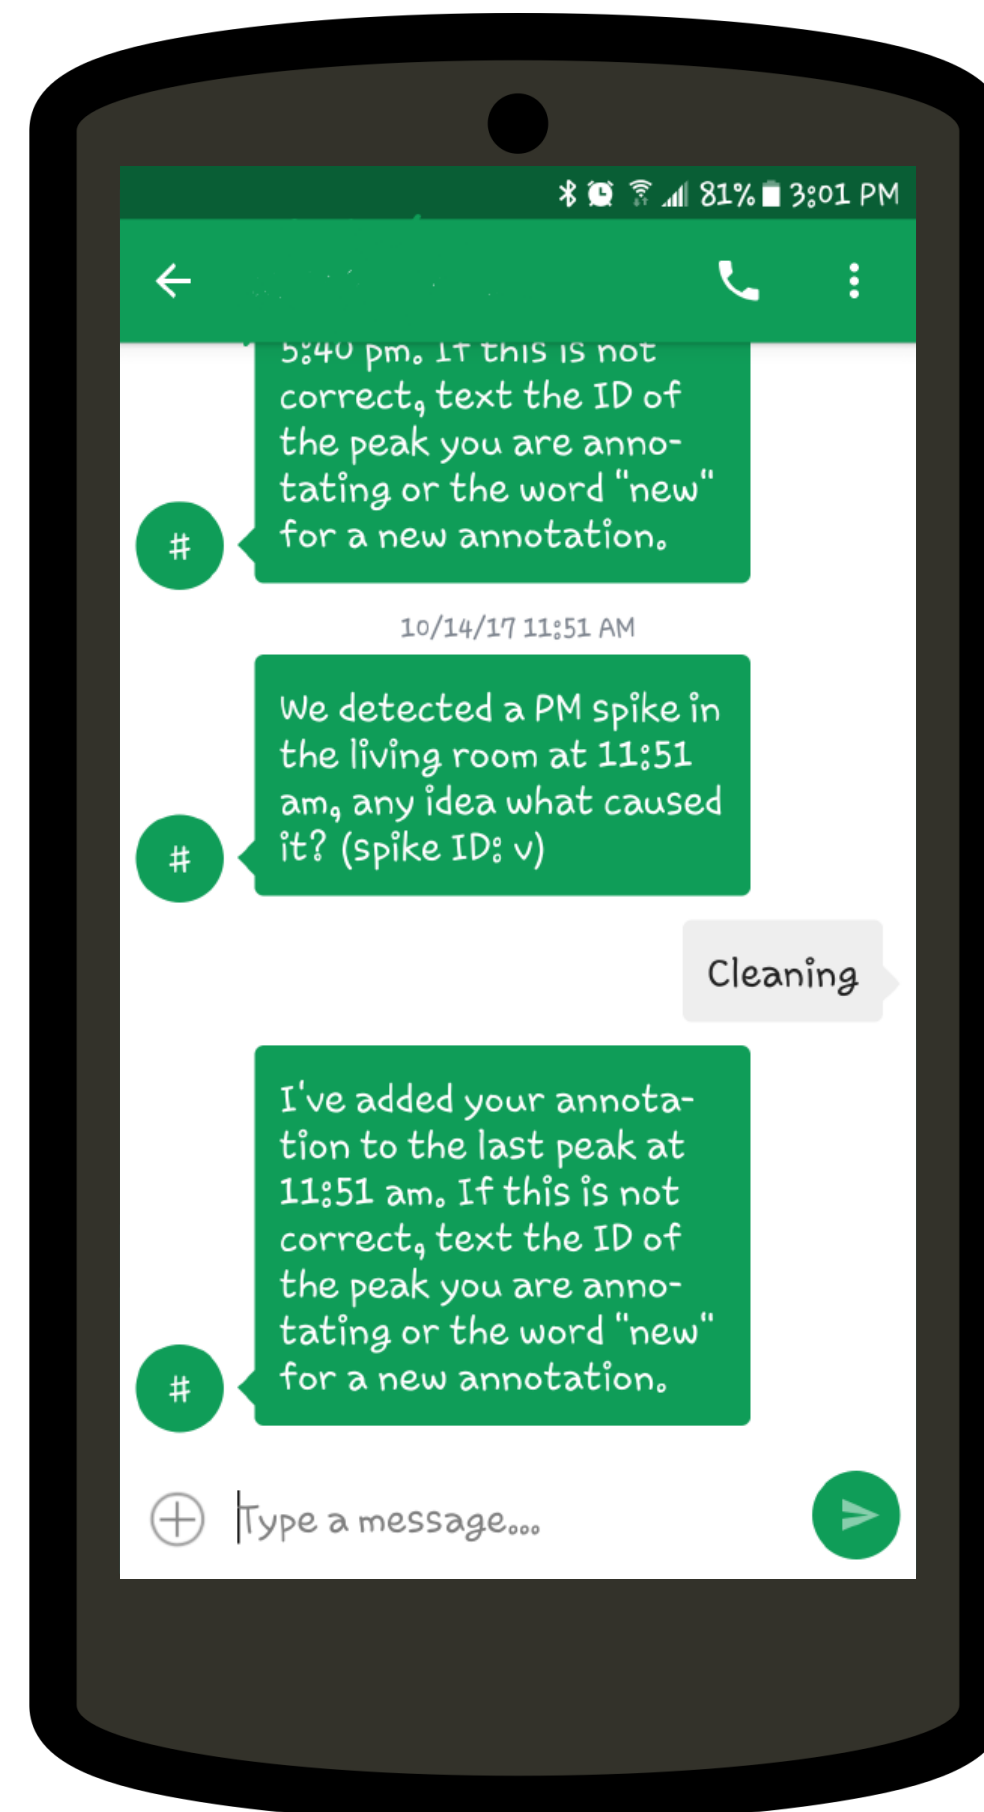 81% 3:01 PM
5:40 pm. If this is not
correct, text the ID of
the peak you are anno-
tating or the word "new"
for a new annotation.
#
10/14/17 11:51 AM
We detected a PM spike in
the living room at 11:51
am, any idea what caused
it? (spike ID: v)
#
Cleaning
I've added your annota-
tion to the last peak at
11:51 am. If this is not
correct, text the ID of
the peak you are anno-
tating or the word "new"
for a new annotation.
#
Type a message...